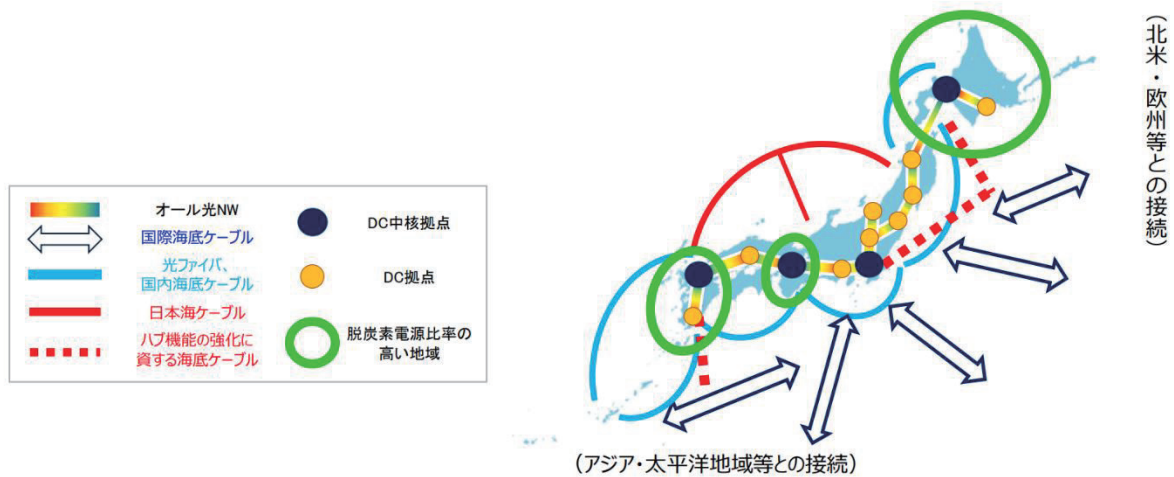 オール光NW
国際海底ケーブル
光ファイバ、
国内海底ケーブル
日本海ケーブル
ハブ機能の強化に
資する海底ケーブル
DC中核拠点
DC拠点
脱炭素電源比率の
高い地域
（北米・欧州等との接続）
（アジア・太平洋地域等との接続）